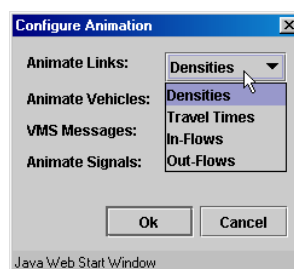 Configure Animation
Animate Links:
Densities
Animate Vehicles:
Densities
Travel Times
VMS Messages:
In-Flows
Animate Signals:
Out-Flows
Ok
Cancel
Java Web Start Window